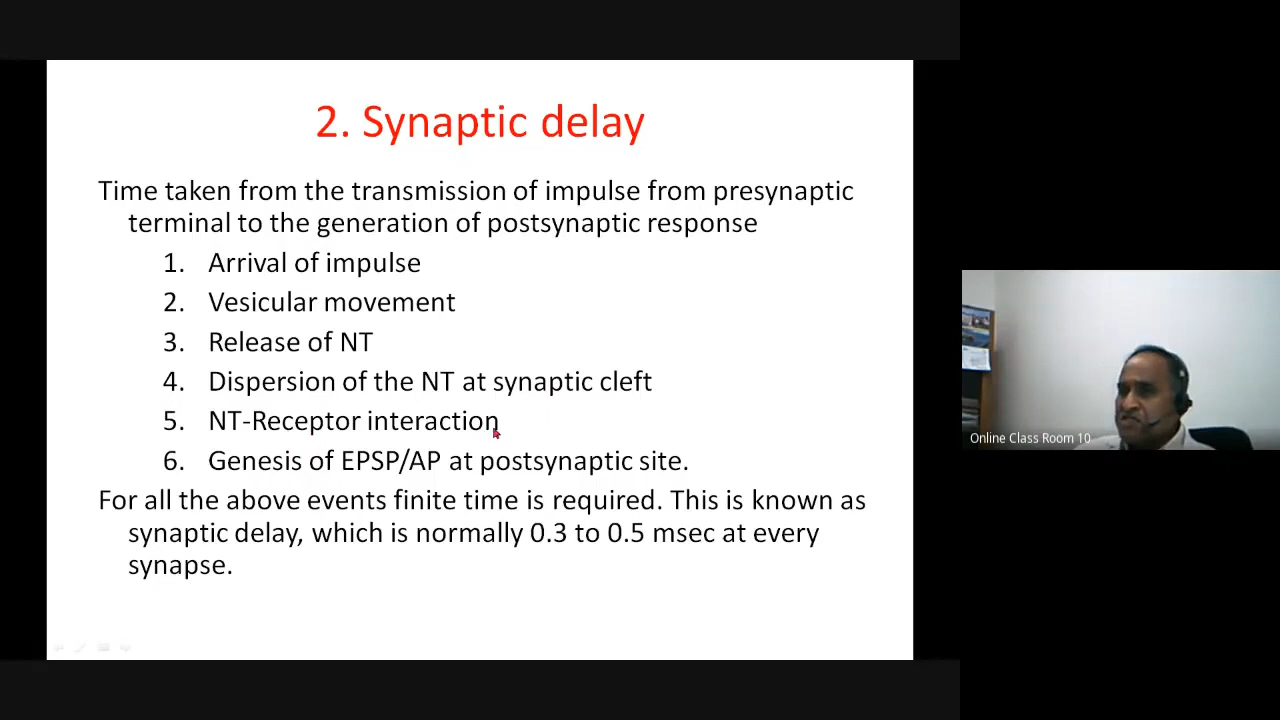 2. Synaptic delay
Time taken from the transmission of impulse from presynaptic
terminal to the generation of postsynaptic response
1. Arrival of impulse
2. Vesicular movement
3. Release of NT
4. Dispersion of the NT at synaptic cleft
5. NT-Receptor interaction
6. Genesis of EPSP/AP at postsynaptic site.
For all the above events finite time is required. This is known as
synaptic delay, which is normally 0.3 to 0.5 msec at every
synapse.
Online Class Room 10